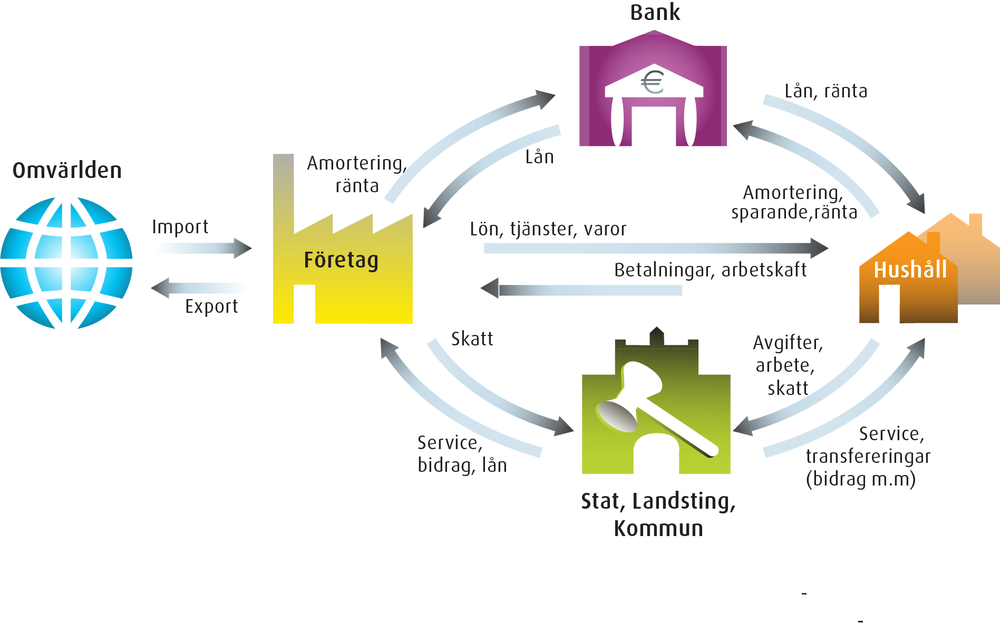 Bank
€
Lån, ränta
Omvärlden
Amortering,
ränta
Lån
Amortering,
sparande,ränta
Import
Lön, tjänster, varor
Företag
Hushåll
Betalningar, arbetskaft
Export
Skatt
Avgifter,
arbete,
skatt
Service,
bidrag, lån
Service,
transfereringar
(bidrag m.m)
Stat, Landsting,
Kommun
-
-